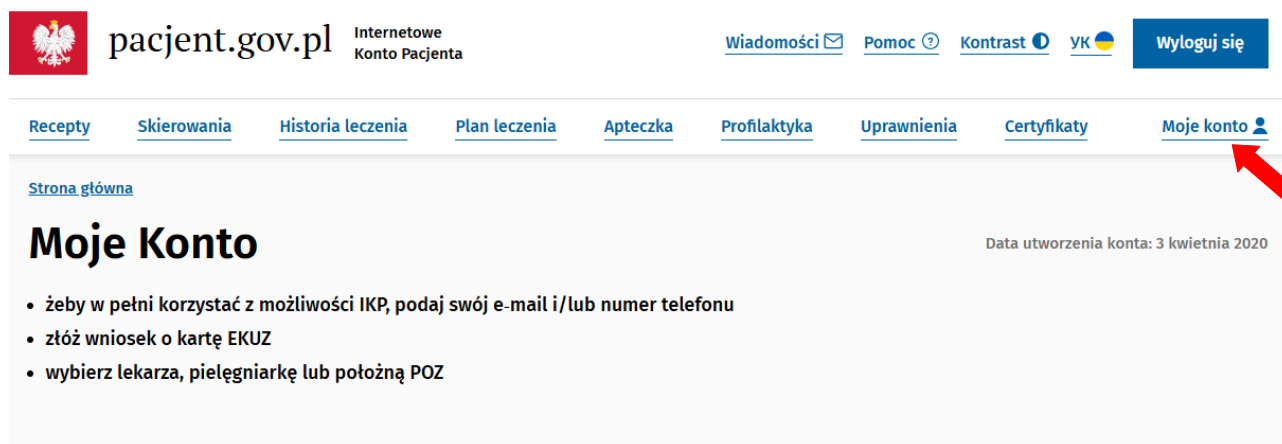 pacjent.gov.pl
Internetowe
Konto Pacjenta
Wiadomości
Pomoc ?
Kontrast
УК
Wyloguj się
Recepty
Skierowania
Historia leczenia
Plan leczenia
Apteczka
Profilaktyka
Uprawnienia
Certyfikaty
Moje konto
Strona główna
Moje Konto
Data utworzenia konta: 3 kwietnia 2020
• żeby w pełni korzystać z możliwości IKP, podaj swój e-mail i/lub numer telefonu
• złóż wniosek o kartę EKUZ
• wybierz lekarza, pielęgniarkę lub położną POZ